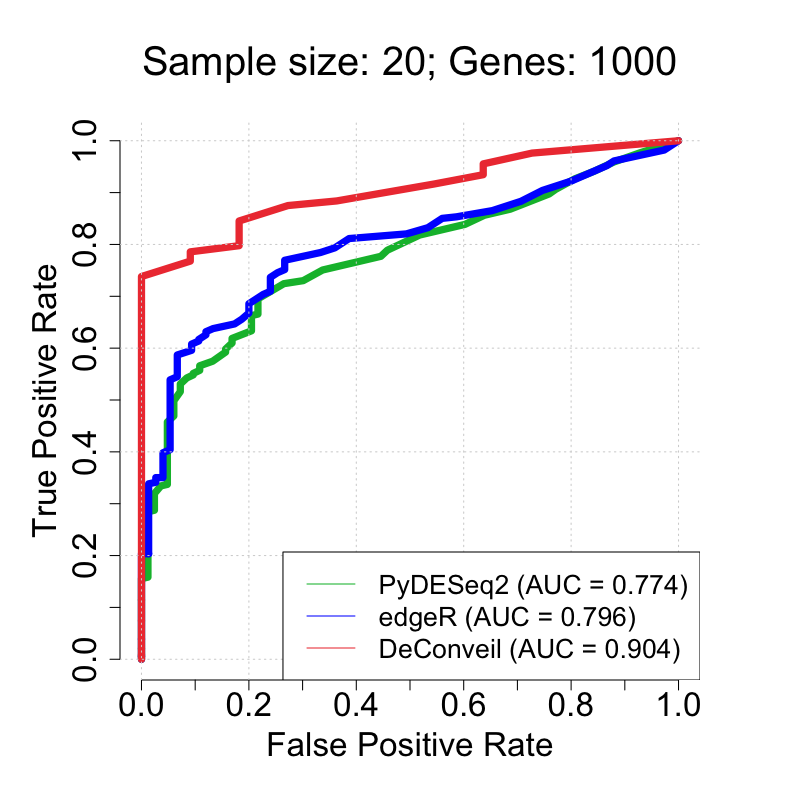 Sample size: 20; Genes: 1000
True Positive Rate
1.0
0.8
0.6
0.4
0.2
0.0
PyDESeq2 (AUC = 0.774)
edgeR (AUC = 0.796)
DeConveil (AUC = 0.904)
0.0 0.2 0.4 0.6 0.8 1.0
False Positive Rate